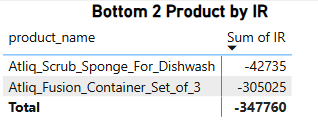 Bottom 2 Product by IR
product_name Sum of IR
Atliq_Scrub_Sponge_For_Dishwash -42735
Atliq_Fusion_Container_Set_of_3 -305025
Total -347760